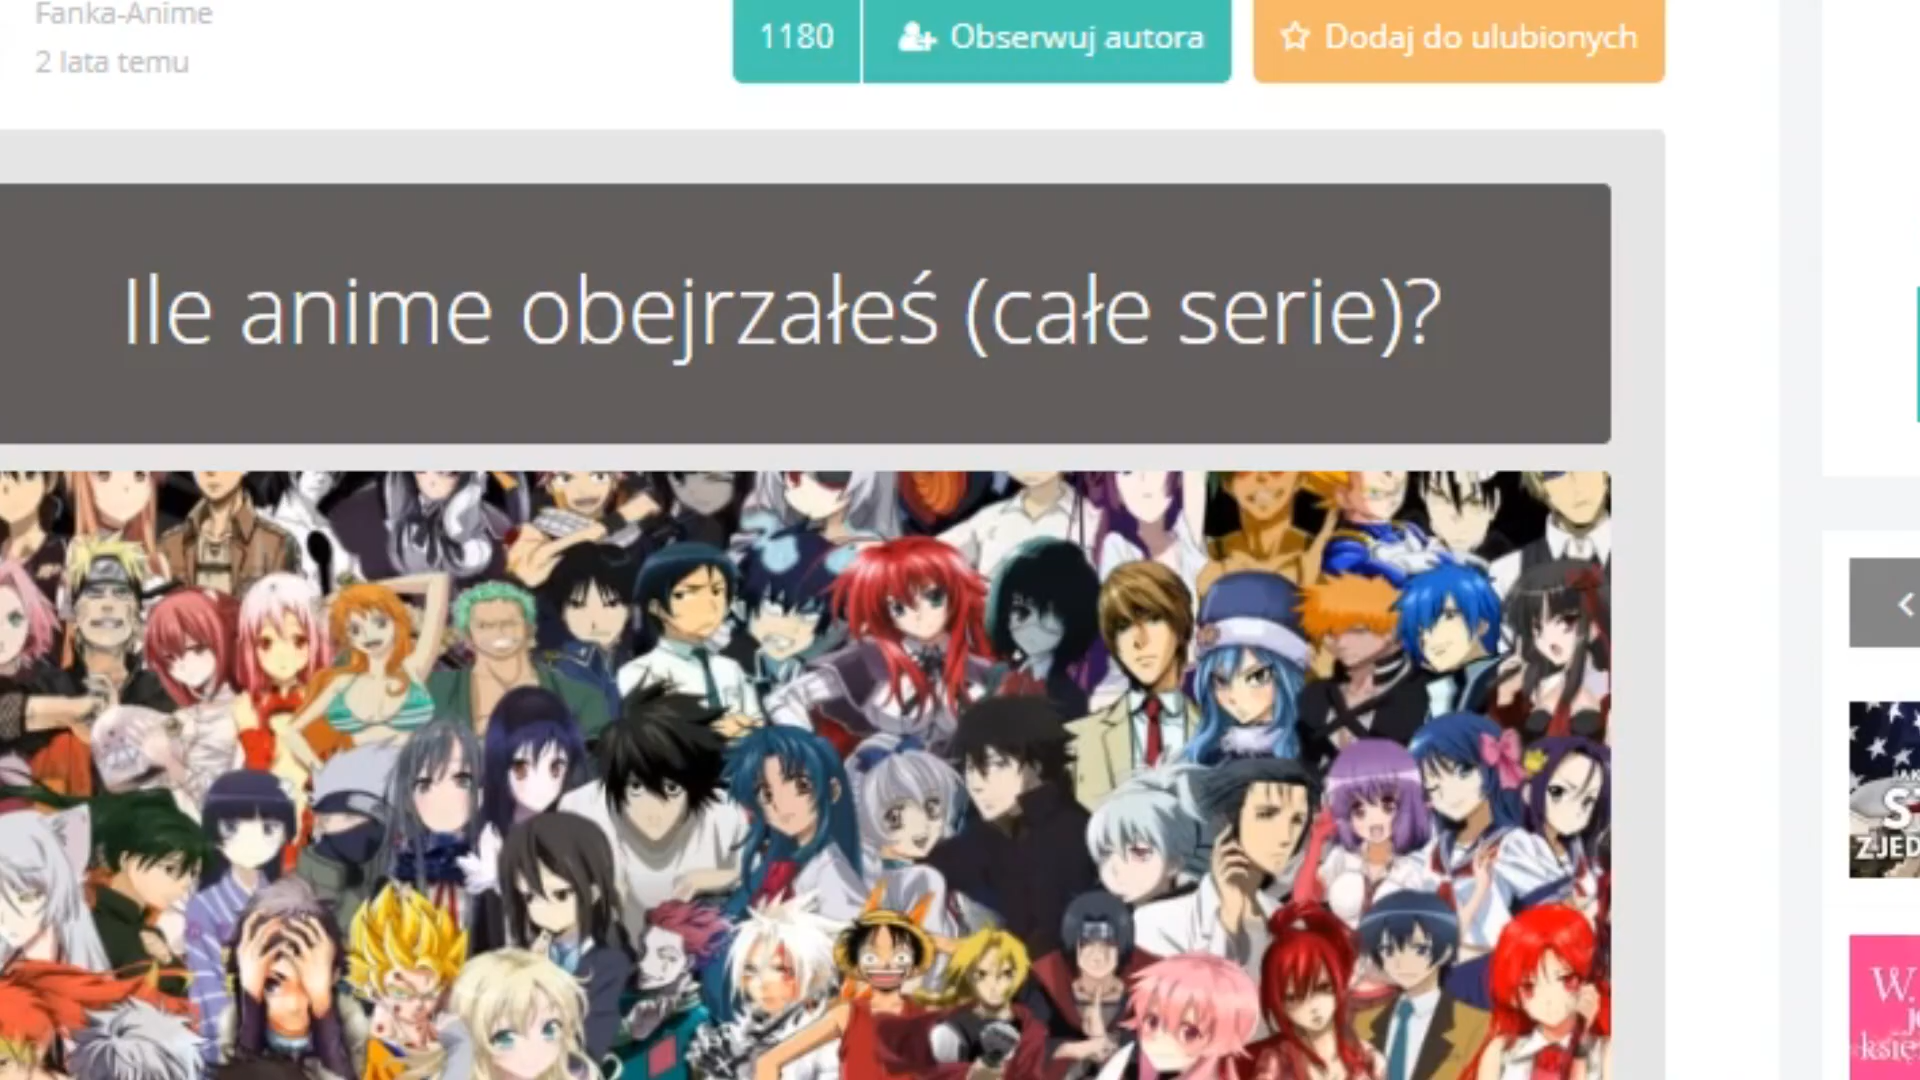 Fanka-Anime
2 lata temu
1180
Obserwuj autora
Dodaj do ulubionych
Ile anime obejrzałeś (całe serie)?
W